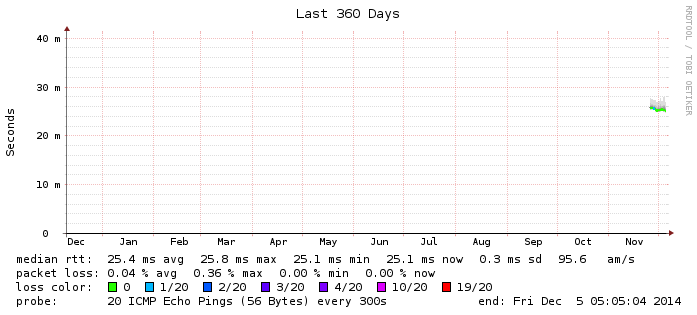 Last 360 Days
RRDTOOL / TOBI OETIKER
Seconds
40 m
30 m
20 m
10 m
0
Dec Jan Feb Mar Apr May Jun Jul Aug Sep Oct Nov
median rtt: 25.4 ms avg 25.8 ms max 25.1 ms min 25.1 ms now 0.3 ms sd 95.6 am/s
packet loss: 0.04 % avg 0.36 % max 0.00 % min 0.00 % now
loss color: 0 1/20 2/20 3/20 4/20 10/20 19/20
probe: 20 ICMP Echo Pings (56 Bytes) every 300s end: Fri Dec 5 05:05:04 2014